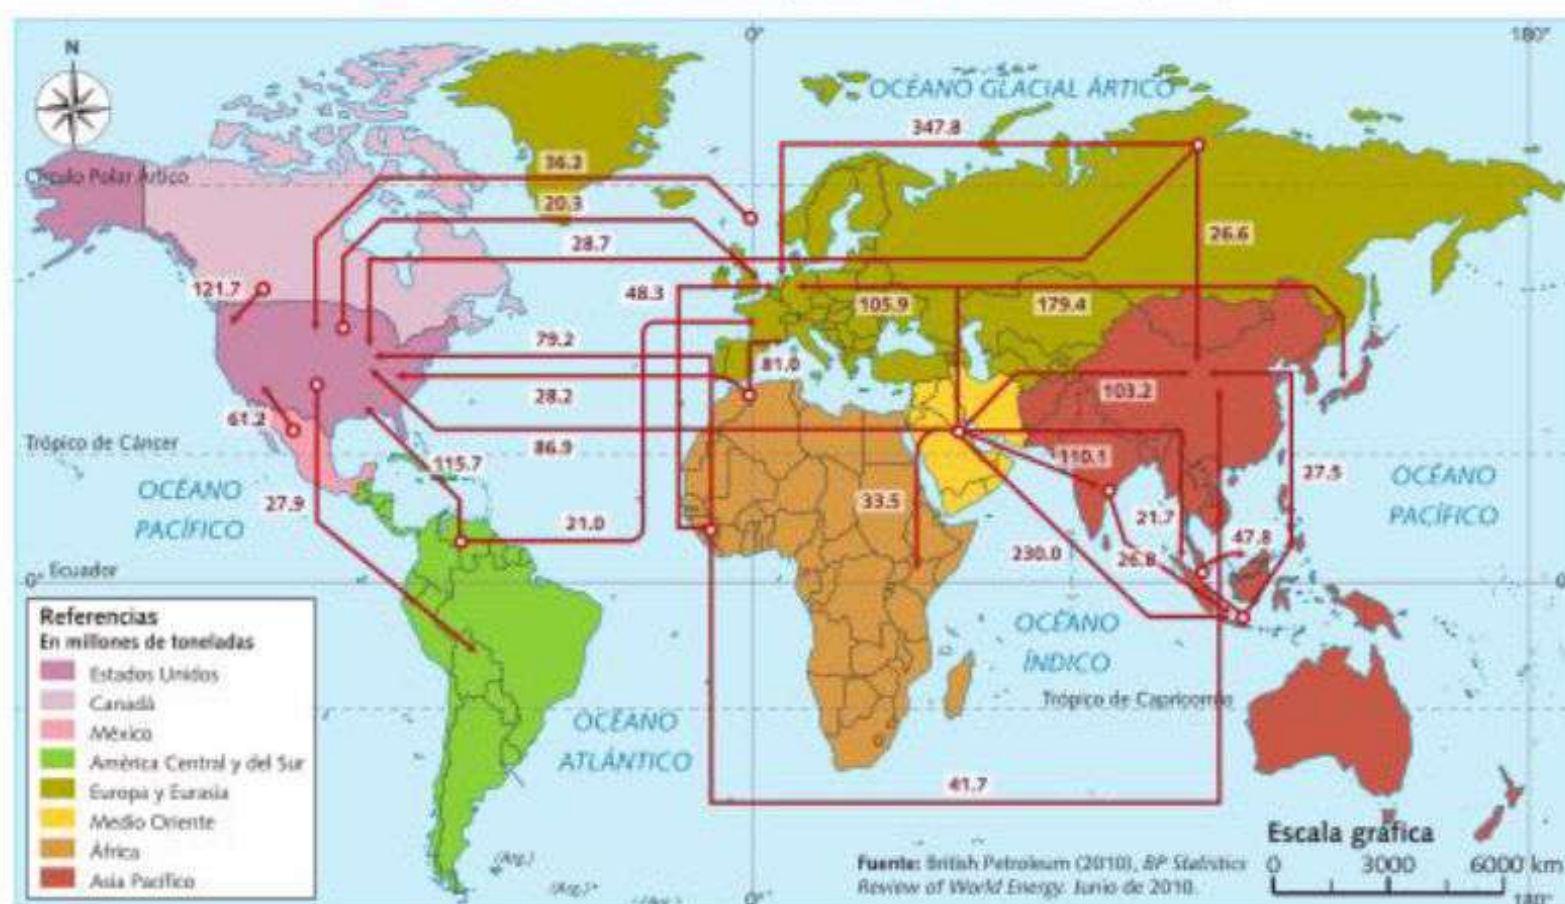 0°
180°
N
OCÉANO GLACIAL ÁRTICO
347.8
36.2
Círculo Polar Ártico
20.3
28.7
26.6
121.7
48.3
105.9
179.4
79.2
81.0
103.2
28.2
61.2
86.9
Trópico de Cáncer
115.7
110.1
27.5
OCÉANO
PACÍFICO
27.9
33.5
OCÉANO
PACÍFICO
21.0
21.7
47.8
230.0
26.8
0° Ecuador
0°
Referencias
En millones de toneladas
Estados Unidos
Canadá
México
América Central y del Sur
Europa y Eurasia
Medio Oriente
África
Asia Pacífico
OCÉANO
ÍNDICO
Trópico de Capricornio
OCÉANO
ATLÁNTICO
41.7
Escala gráfica
0 3000 6000 km
(Arg.)
(Arg.)*
Fuente: British Petroleum (2010), BP Statistics
Review of World Energy. Junio de 2010.
0°
180°